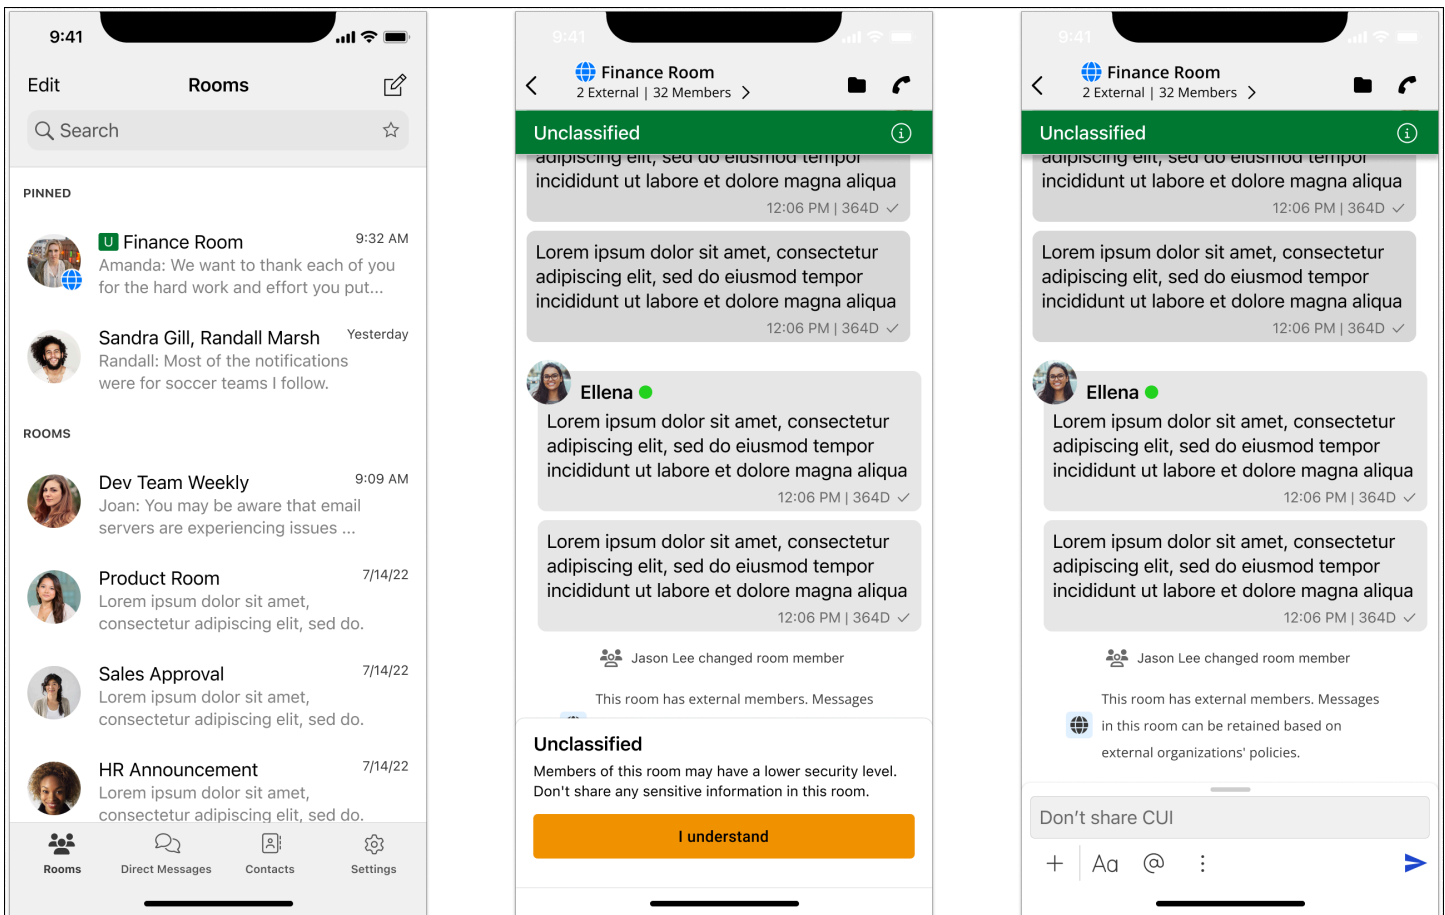 9:41
Edit
Rooms
Search
PINNED
U Finance Room
9:32 AM
Amanda: We want to thank each of you
for the hard work and effort you put...
Sandra Gill, Randall Marsh
Yesterday
Randall: Most of the notifications
were for soccer teams I follow.
ROOMS
Dev Team Weekly
9:09 AM
Joan: You may be aware that email
servers are experiencing issues ...
Product Room
7/14/22
Lorem ipsum dolor sit amet,
consectetur adipiscing elit, sed do.
Sales Approval
7/14/22
Lorem ipsum dolor sit amet,
consectetur adipiscing elit, sed do.
HR Announcement
7/14/22
Lorem ipsum dolor sit amet,
consectetur adipiscing elit, sed do.
Rooms
Direct Messages
Contacts
Settings
9:41
Finance Room
2 External | 32 Members
Unclassified
adipiscing elit, sed do eiusmod tempor
incididunt ut labore et dolore magna aliqua
12:06 PM | 364D
Lorem ipsum dolor sit amet, consectetur
adipiscing elit, sed do eiusmod tempor
incididunt ut labore et dolore magna aliqua
12:06 PM | 364D
Ellena
Lorem ipsum dolor sit amet, consectetur
adipiscing elit, sed do eiusmod tempor
incididunt ut labore et dolore magna aliqua
12:06 PM | 364D
Lorem ipsum dolor sit amet, consectetur
adipiscing elit, sed do eiusmod tempor
incididunt ut labore et dolore magna aliqua
12:06 PM | 364D
Jason Lee changed room member
This room has external members. Messages
Unclassified
Members of this room may have a lower security level.
Don't share any sensitive information in this room.
I understand
9:41
Finance Room
2 External | 32 Members
Unclassified
adipiscing elit, sed do eiusmod tempor
incididunt ut labore et dolore magna aliqua
12:06 PM | 364D
Lorem ipsum dolor sit amet, consectetur
adipiscing elit, sed do eiusmod tempor
incididunt ut labore et dolore magna aliqua
12:06 PM | 364D
Ellena
Lorem ipsum dolor sit amet, consectetur
adipiscing elit, sed do eiusmod tempor
incididunt ut labore et dolore magna aliqua
12:06 PM | 364D
Lorem ipsum dolor sit amet, consectetur
adipiscing elit, sed do eiusmod tempor
incididunt ut labore et dolore magna aliqua
12:06 PM | 364D
Jason Lee changed room member
This room has external members. Messages
in this room can be retained based on
external organizations' policies.
Don’t share CUI
Aa @